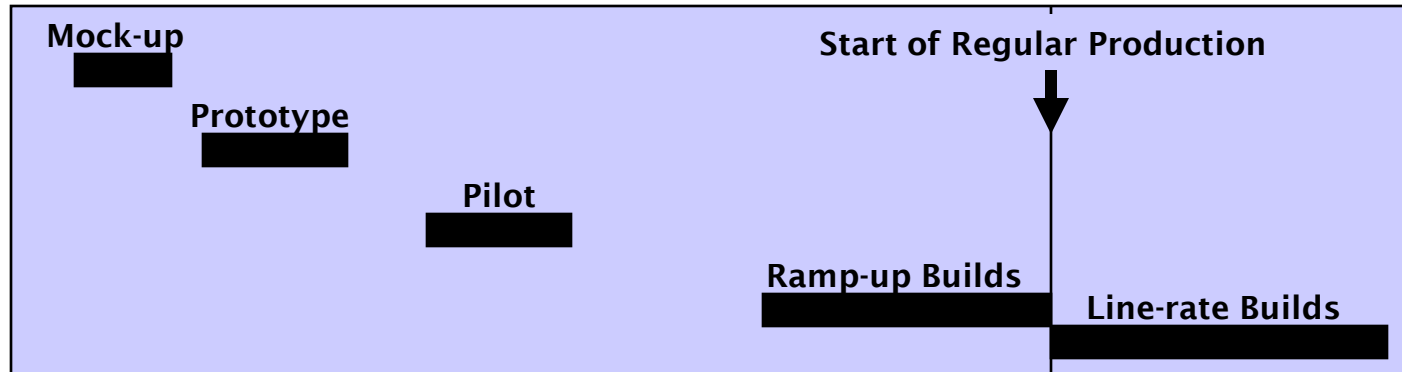 Mock-up
Start of Regular Production
Prototype
Pilot
Ramp-up Builds
Line-rate Builds